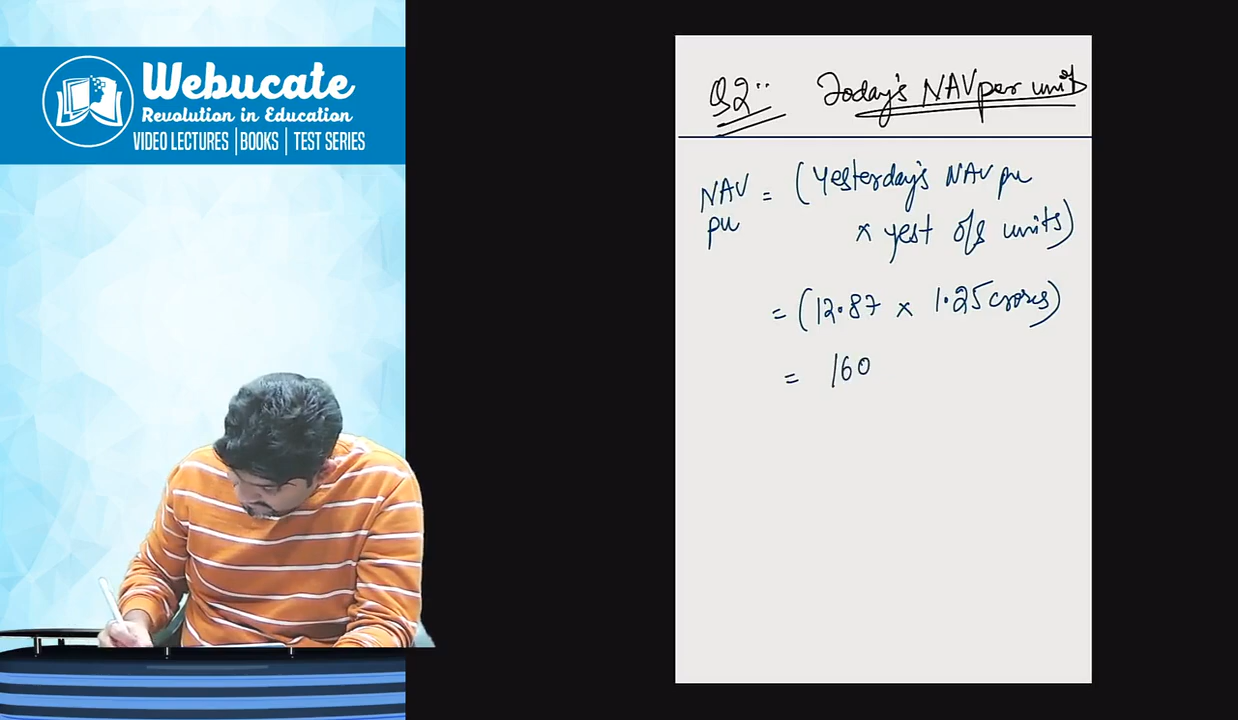 Webucate
Revolution in Education
VIDEO LECTURES | BOOKS | TEST SERIES
Q2:: Today's NAV per unit
NAV pu = (Yesterday's NAV pu
× yest o/s units)
= (12.87 × 1.25 crores)
= 160